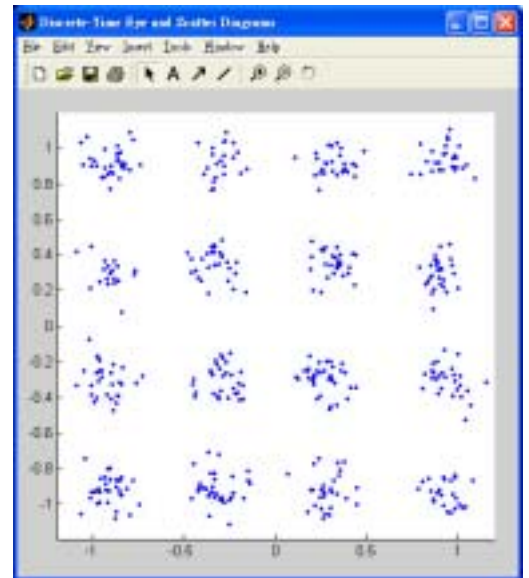 Discrete-Time Eye and Scatter Diagrams
File Edit View Insert Tools Window Help
A
1
0.8
0.6
0.4
0.2
0
-0.2
-0.4
-0.6
-0.8
-1
-1 -0.5 0 0.5 1